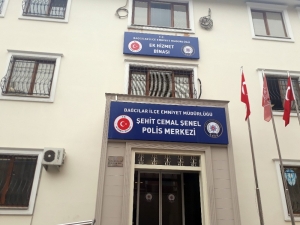 T.C.
BAĞCILAR İLÇE EMNİYET MÜDÜRLÜĞÜ
EK HİZMET
BİNASI
BAĞCILAR İLÇE EMNİYET MÜDÜRLÜĞÜ
ŞEHİT CEMAL ŞENEL
POLİS MERKEZİ